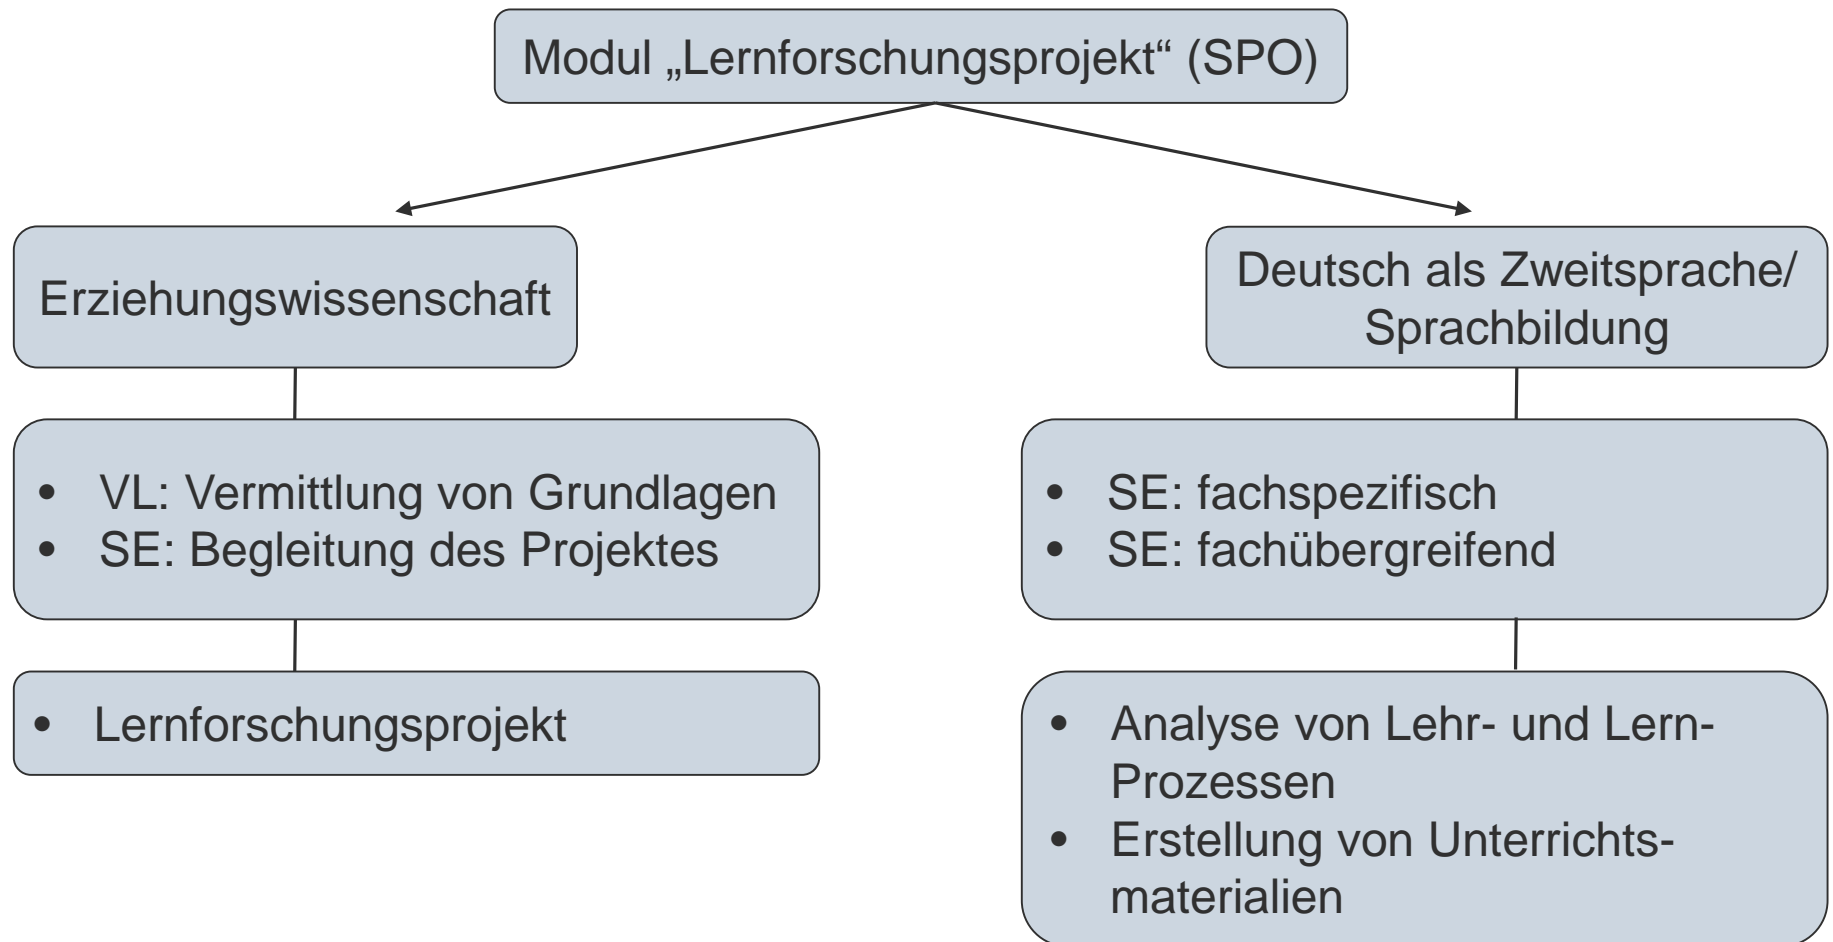 Modul „Lernforschungsprojekt“ (SPO)
Erziehungswissenschaft
Deutsch als Zweitsprache/
Sprachbildung
• VL: Vermittlung von Grundlagen
• SE: Begleitung des Projektes
• SE: fachspezifisch
• SE: fachübergreifend
• Lernforschungsprojekt
• Analyse von Lehr- und Lern-
Prozessen
• Erstellung von Unterrichts-
materialien